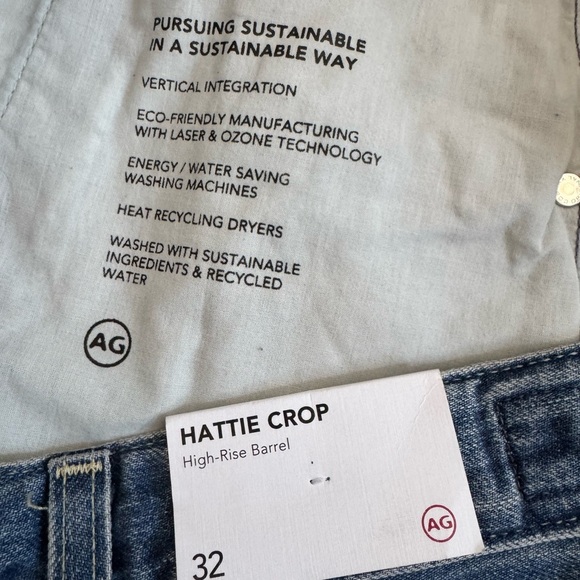 PURSUING SUSTAINABLE
IN A SUSTAINABLE WAY
VERTICAL INTEGRATION
ECO-FRIENDLY MANUFACTURING
WITH LASER & OZONE TECHNOLOGY
ENERGY / WATER SAVING
WASHING MACHINES
HEAT RECYCLING DRYERS
WASHED WITH SUSTAINABLE
INGREDIENTS & RECYCLED
WATER
AG
HATTIE CROP
High-Rise Barrel
AG
32